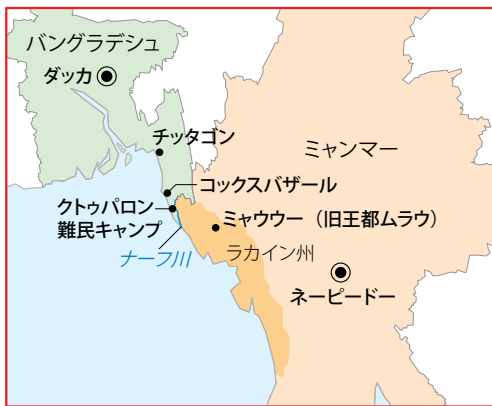 バングラデシュ
ダッカ
チッタゴン
ミャンマー
コックスバザール
クトゥパロン
難民キャンプ
ミャウウー（旧王都ムラウ）
ナーフ川
ラカイン州
ネーピードー